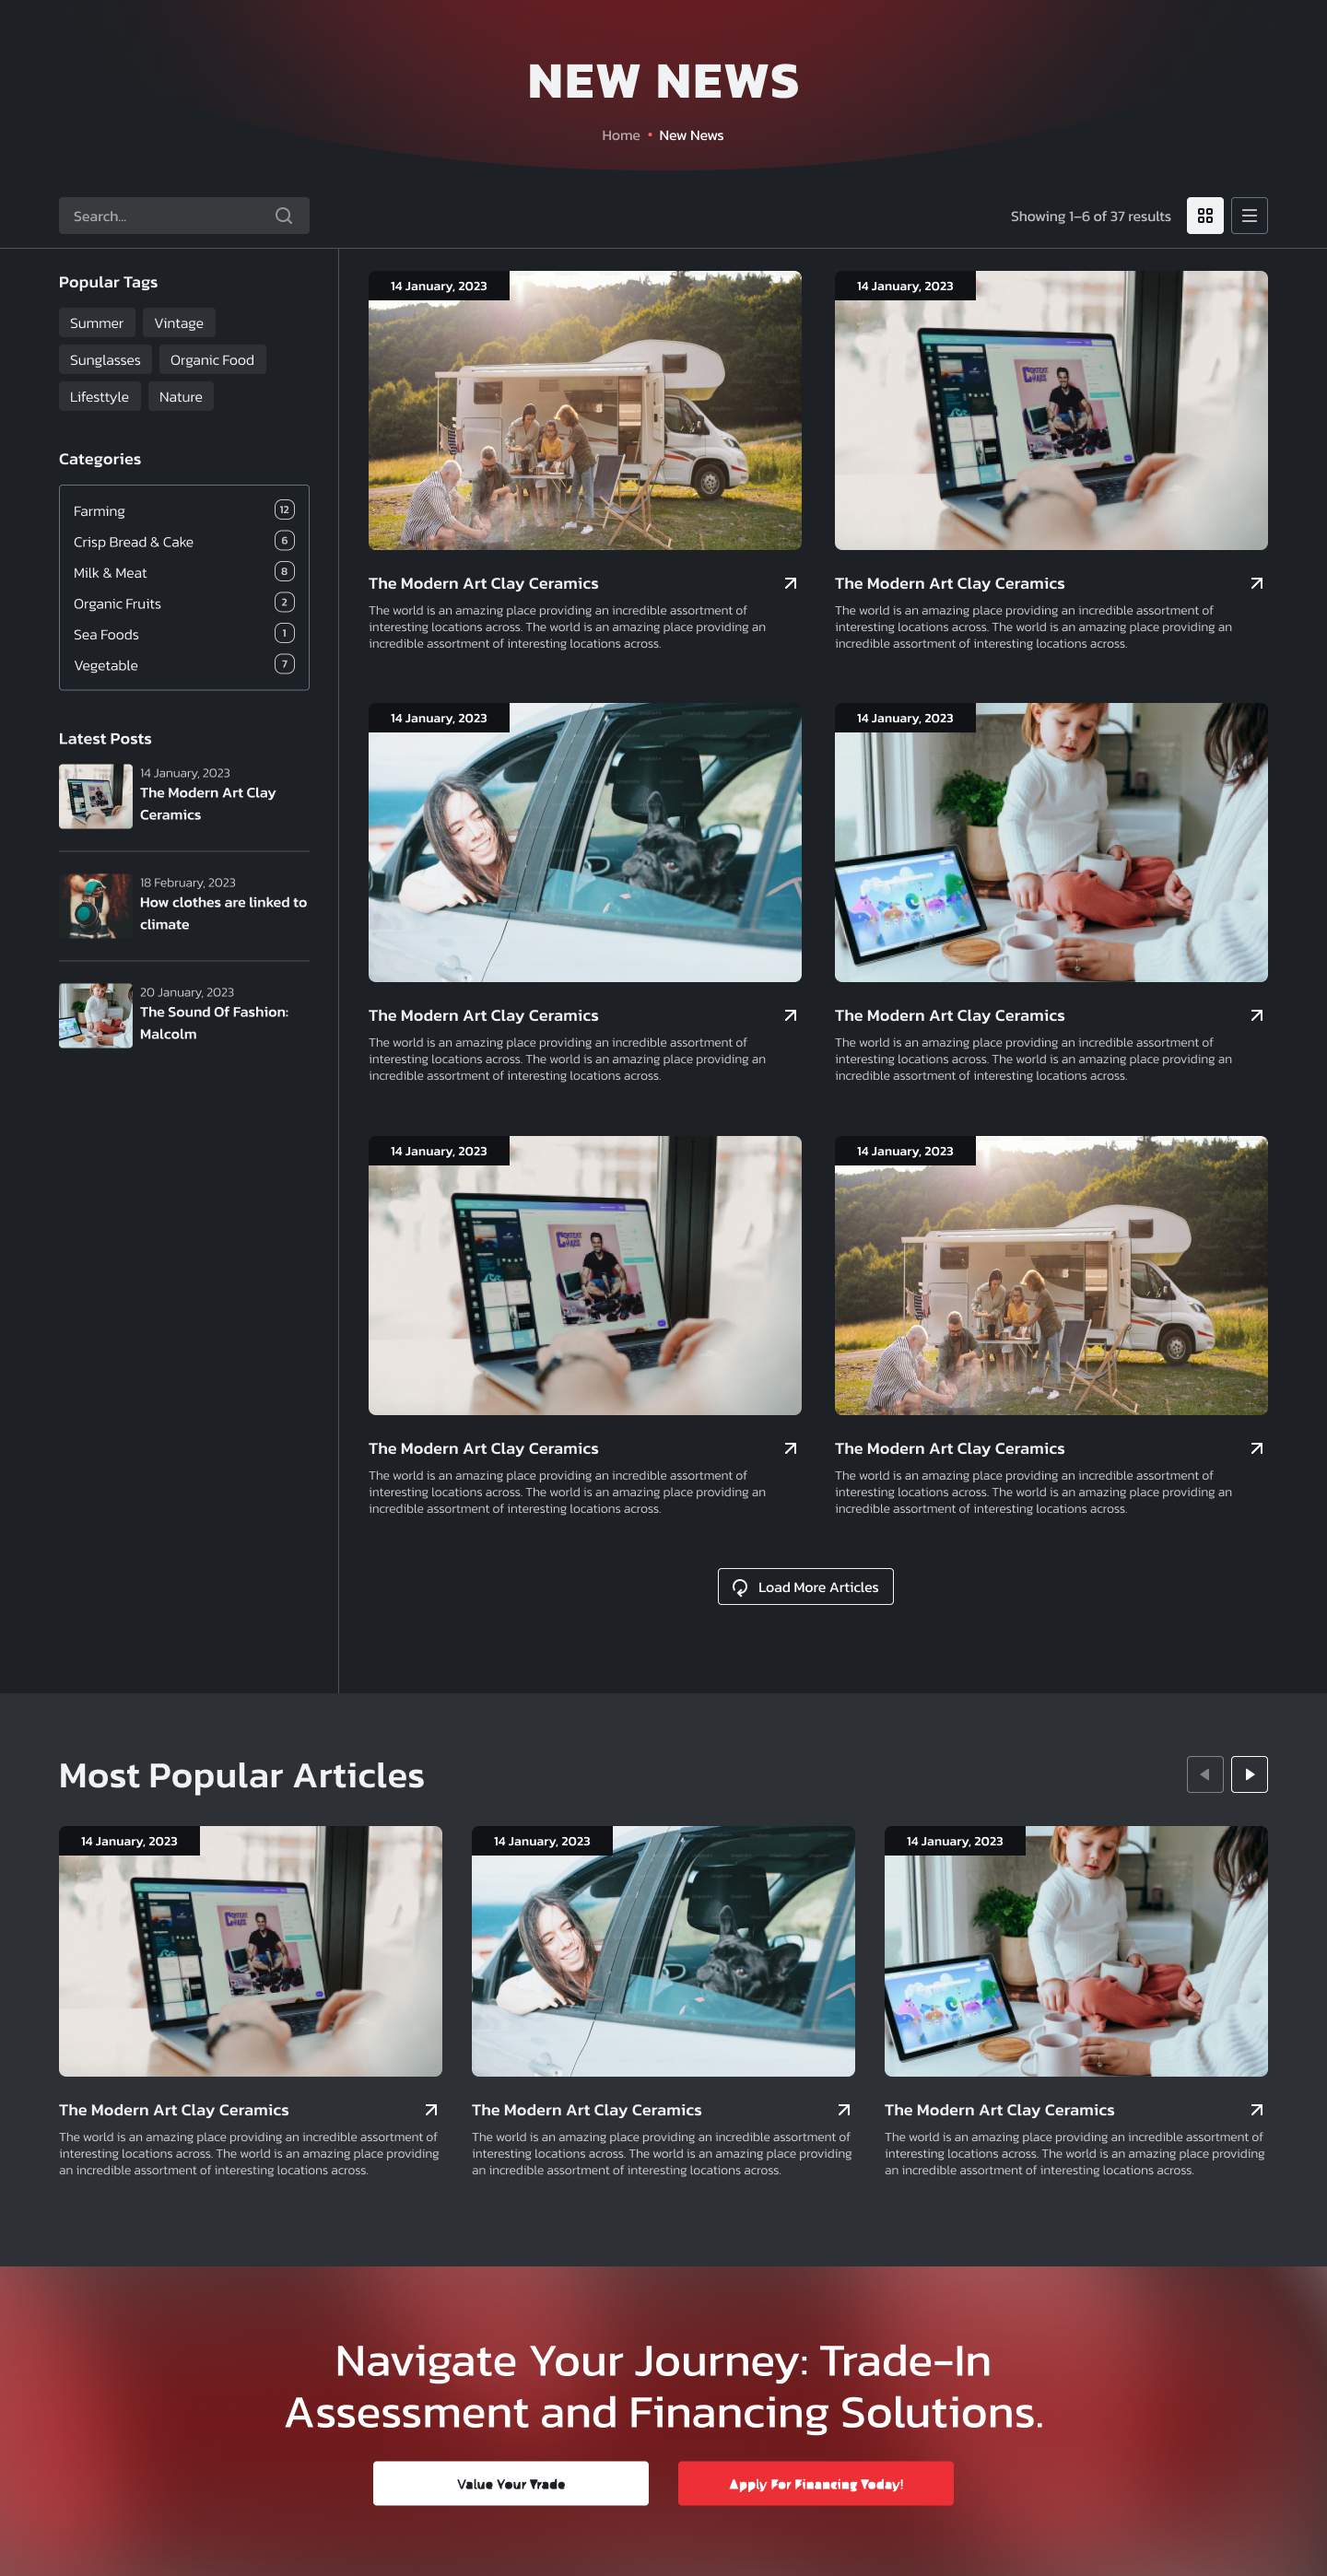 NEW NEWS
Home • New News
Search...
Showing 1–6 of 37 results
Popular Tags
Summer
Vintage
Sunglasses
Organic Food
Lifesttyle
Nature
Categories
Farming 12
Crisp Bread & Cake 6
Milk & Meat 8
Organic Fruits 2
Sea Foods 1
Vegetable 7
Latest Posts
14 January, 2023
The Modern Art Clay
Ceramics
18 February, 2023
How clothes are linked to
climate
20 January, 2023
The Sound Of Fashion:
Malcolm
14 January, 2023
The Modern Art Clay Ceramics
The world is an amazing place providing an incredible assortment of
interesting locations across. The world is an amazing place providing an
incredible assortment of interesting locations across.
14 January, 2023
The Modern Art Clay Ceramics
The world is an amazing place providing an incredible assortment of
interesting locations across. The world is an amazing place providing an
incredible assortment of interesting locations across.
14 January, 2023
The Modern Art Clay Ceramics
The world is an amazing place providing an incredible assortment of
interesting locations across. The world is an amazing place providing an
incredible assortment of interesting locations across.
14 January, 2023
The Modern Art Clay Ceramics
The world is an amazing place providing an incredible assortment of
interesting locations across. The world is an amazing place providing an
incredible assortment of interesting locations across.
14 January, 2023
The Modern Art Clay Ceramics
The world is an amazing place providing an incredible assortment of
interesting locations across. The world is an amazing place providing an
incredible assortment of interesting locations across.
14 January, 2023
The Modern Art Clay Ceramics
The world is an amazing place providing an incredible assortment of
interesting locations across. The world is an amazing place providing an
incredible assortment of interesting locations across.
Load More Articles
Most Popular Articles
14 January, 2023
The Modern Art Clay Ceramics
The world is an amazing place providing an incredible assortment of
interesting locations across. The world is an amazing place providing
an incredible assortment of interesting locations across.
14 January, 2023
The Modern Art Clay Ceramics
The world is an amazing place providing an incredible assortment of
interesting locations across. The world is an amazing place providing
an incredible assortment of interesting locations across.
14 January, 2023
The Modern Art Clay Ceramics
The world is an amazing place providing an incredible assortment of
interesting locations across. The world is an amazing place providing
an incredible assortment of interesting locations across.
Navigate Your Journey: Trade-In
Assessment and Financing Solutions.
Value Your Trade
Apply For Financing Today!